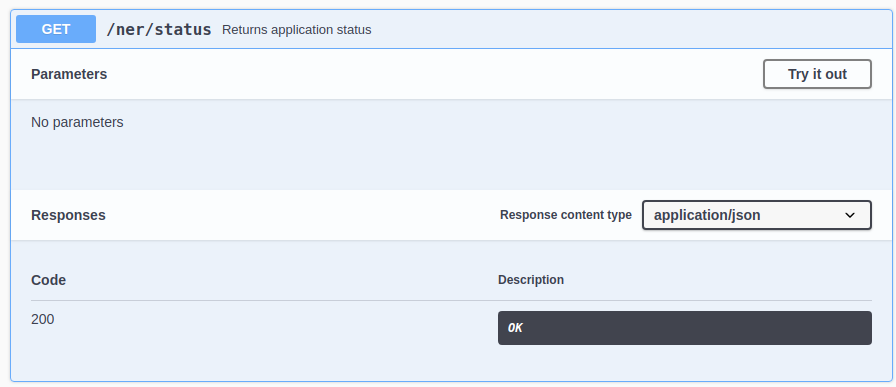 GET /ner/status Returns application status
Parameters Try it out
No parameters
Responses Response content type application/json
Code Description
200 OK